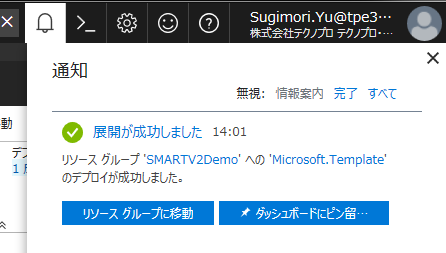 Sugimori.Yu@tpe3...
株式会社テクノプロ テクノプロ・...
通知
無視: 情報案内 完了 すべて
展開が成功しました 14:01
リソース グループ 'SMARTV2Demo' への 'Microsoft.Template'
のデプロイが成功しました。
リソース グループに移動
ダッシュボードにピン留...